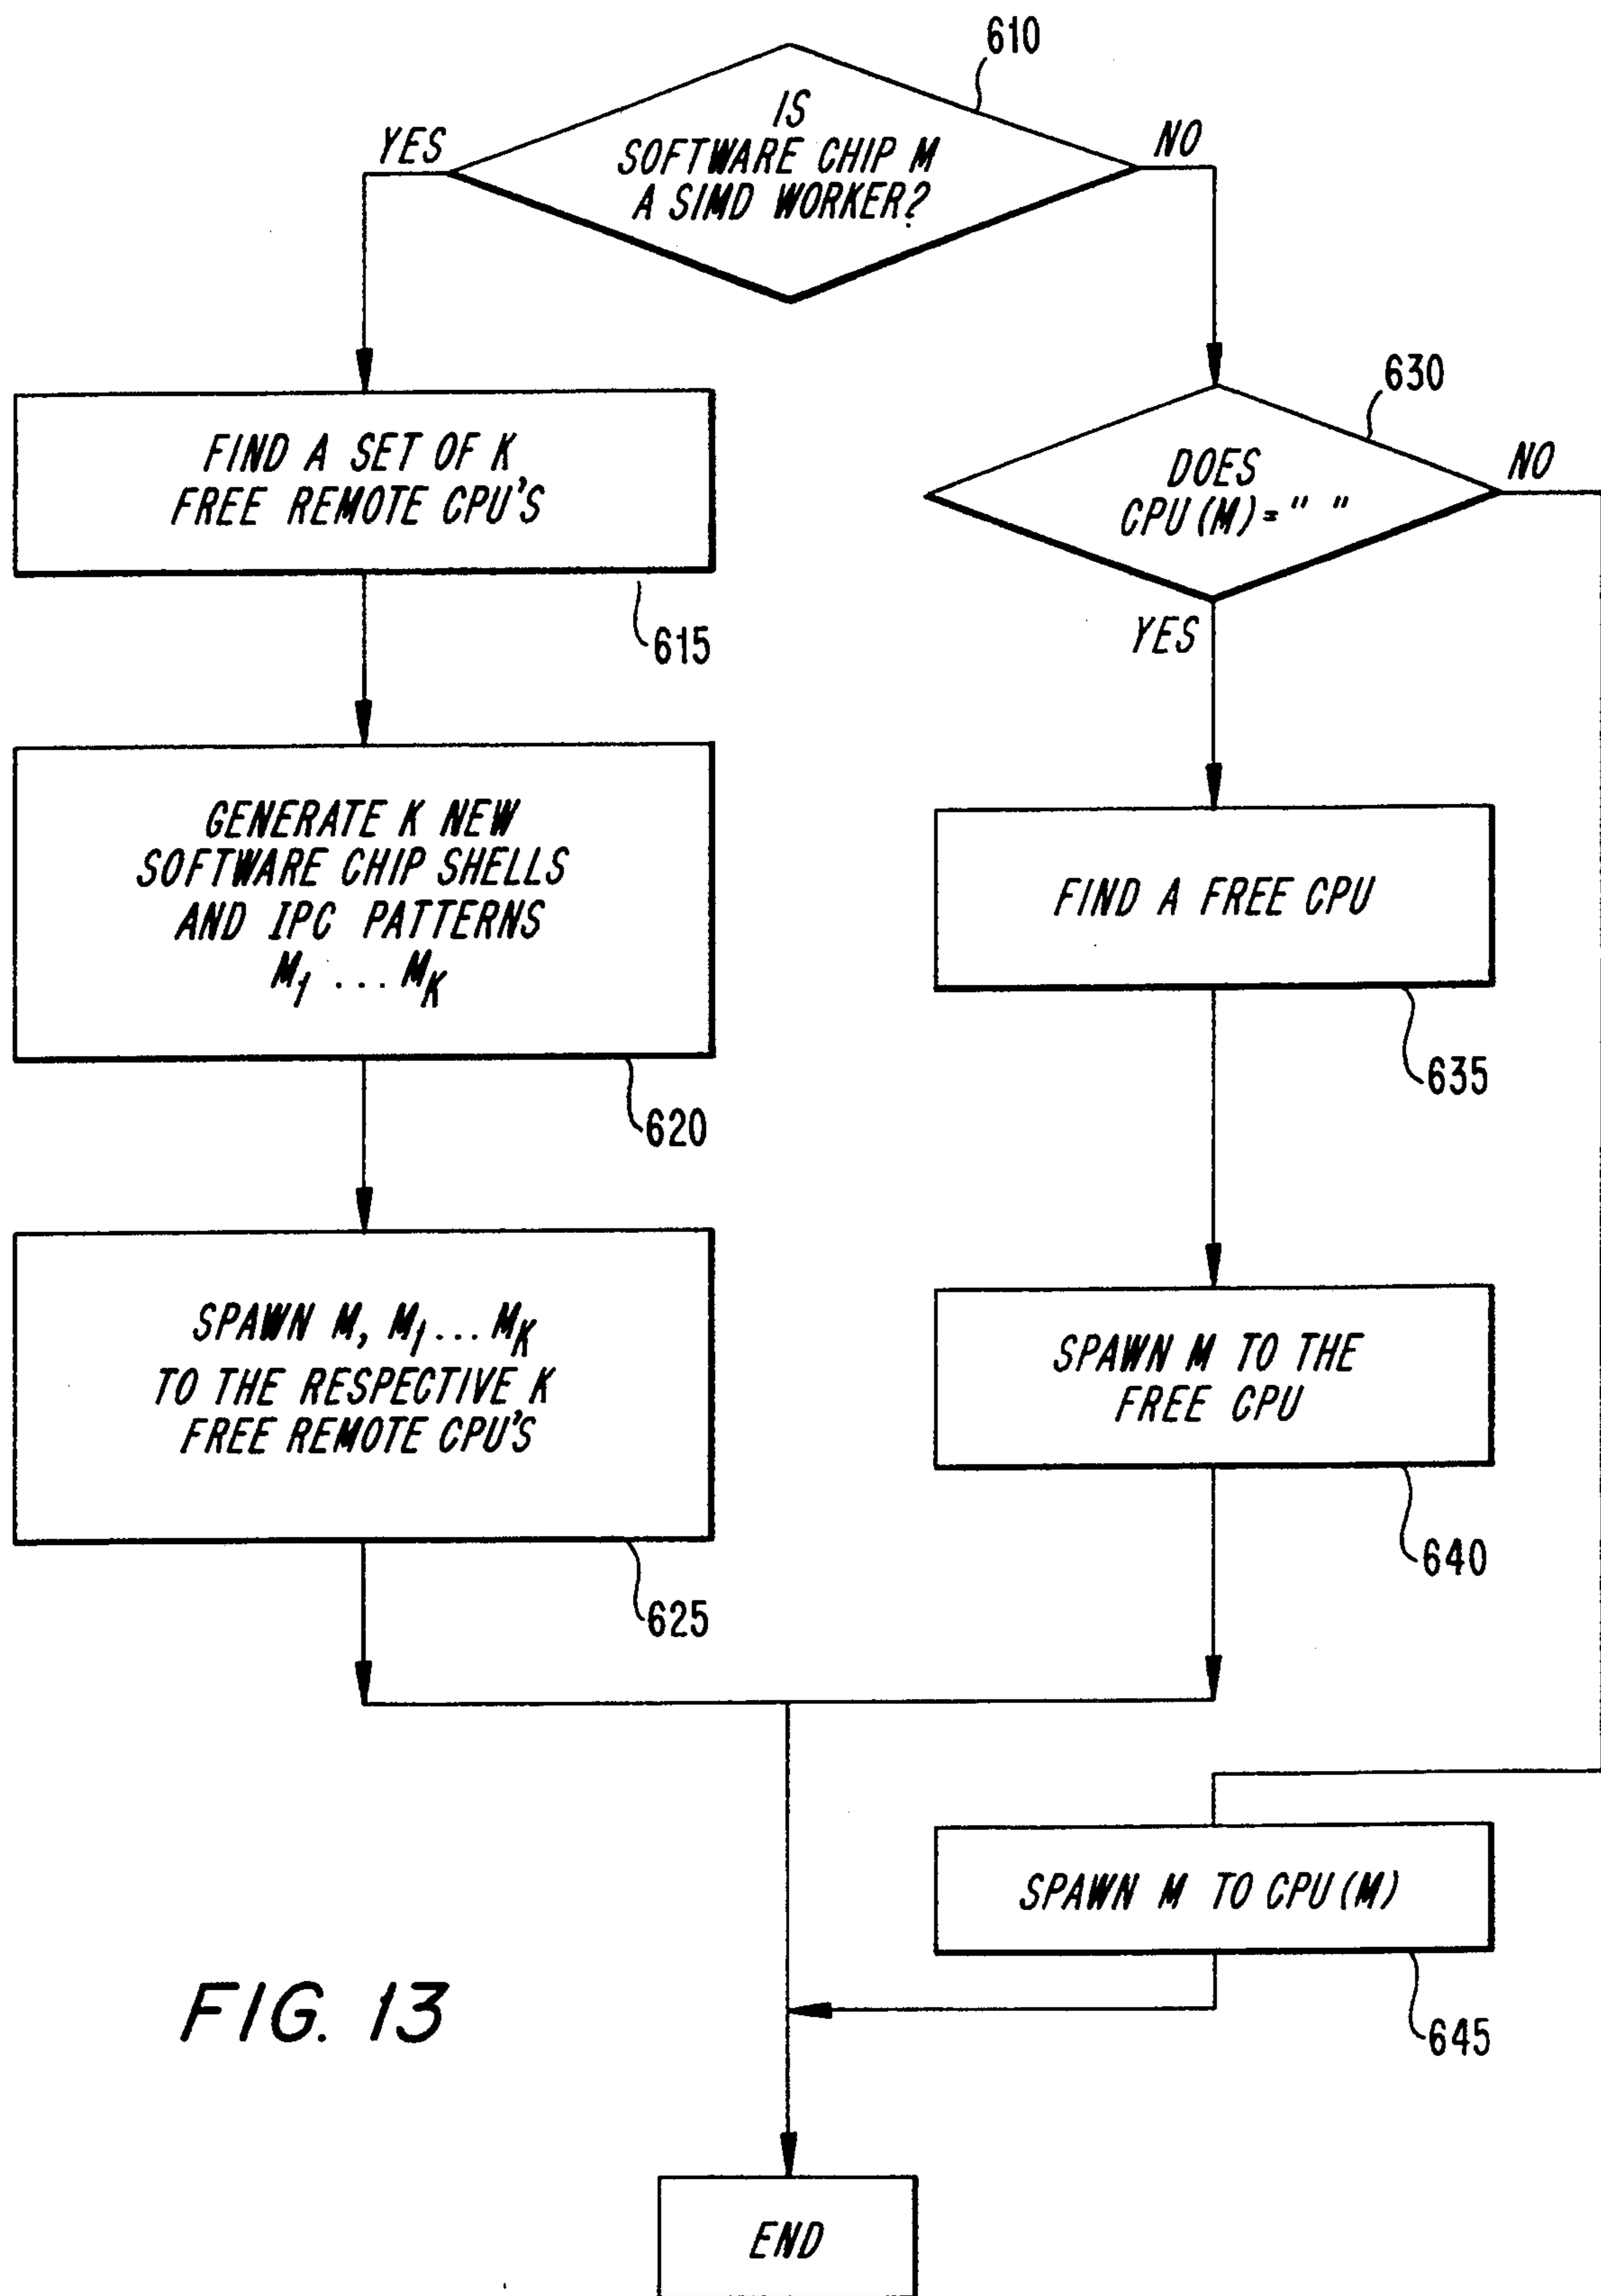 610
IS
SOFTWARE CHIP M
A SIMD WORKER?
YES
NO
FIND A SET OF K
FREE REMOTE CPU'S
615
630
DOES
CPU(M)=" "
NO
YES
GENERATE K NEW
SOFTWARE CHIP SHELLS
AND IPC PATTERNS
M1 ... MK
620
FIND A FREE CPU
635
SPAWN M, M1 ... MK
TO THE RESPECTIVE K
FREE REMOTE CPU'S
625
SPAWN M TO THE
FREE CPU
640
SPAWN M TO CPU(M)
645
FIG. 13
END